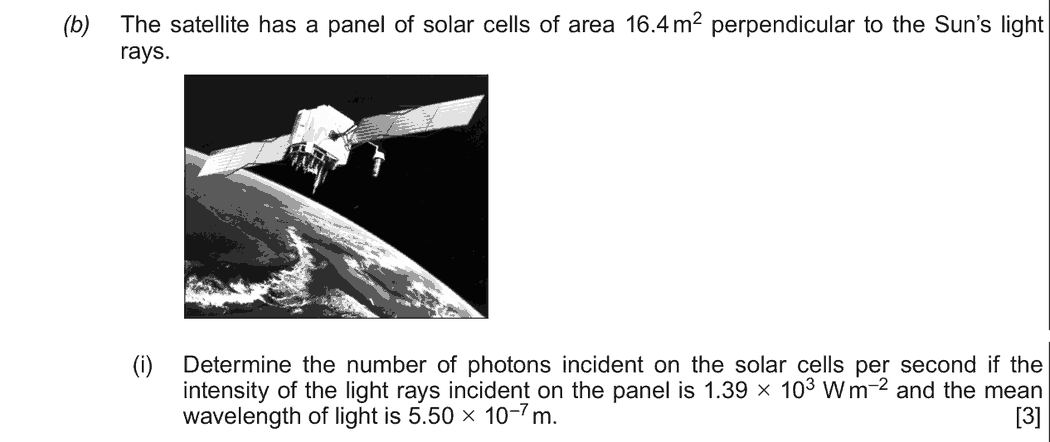 (b) The satellite has a panel of solar cells of area 16.4 m² perpendicular to the Sun's light
rays.
(i) Determine the number of photons incident on the solar cells per second if the
intensity of the light rays incident on the panel is 1.39 × 10³ W m⁻² and the mean
wavelength of light is 5.50 × 10⁻⁷ m. [3]